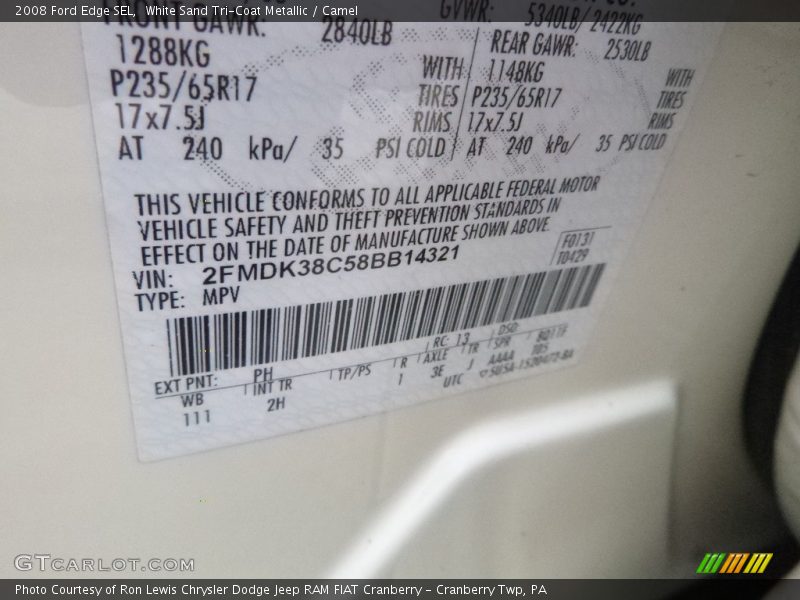 2008 Ford Edge SEL, White Sand Tri-Coat Metallic / Camel
FRONT GAWR: 2840LB GVWR: 5340LB/ 2422KG
1288KG REAR GAWR: 2530LB
P235/65R17 WITH 1148KG WITH
17x7.5J TIRES P235/65R17 TIRES
RIMS 17x7.5J RIMS
AT 240 kPa/ 35 PSI COLD AT 240 kPa/ 35 PSI COLD
THIS VEHICLE CONFORMS TO ALL APPLICABLE FEDERAL MOTOR
VEHICLE SAFETY AND THEFT PREVENTION STANDARDS IN
EFFECT ON THE DATE OF MANUFACTURE SHOWN ABOVE
F0131
T0429
VIN: 2FMDK38C58BB14321
TYPE: MPV
EXT PNT: PH RC: 13 DSO:
WB INT TR TP/PS R AXLE TR SPR
111 2H 1 3E J AAAA
UTC
GTCARLOT.COM
Photo Courtesy of Ron Lewis Chrysler Dodge Jeep RAM FIAT Cranberry - Cranberry Twp, PA